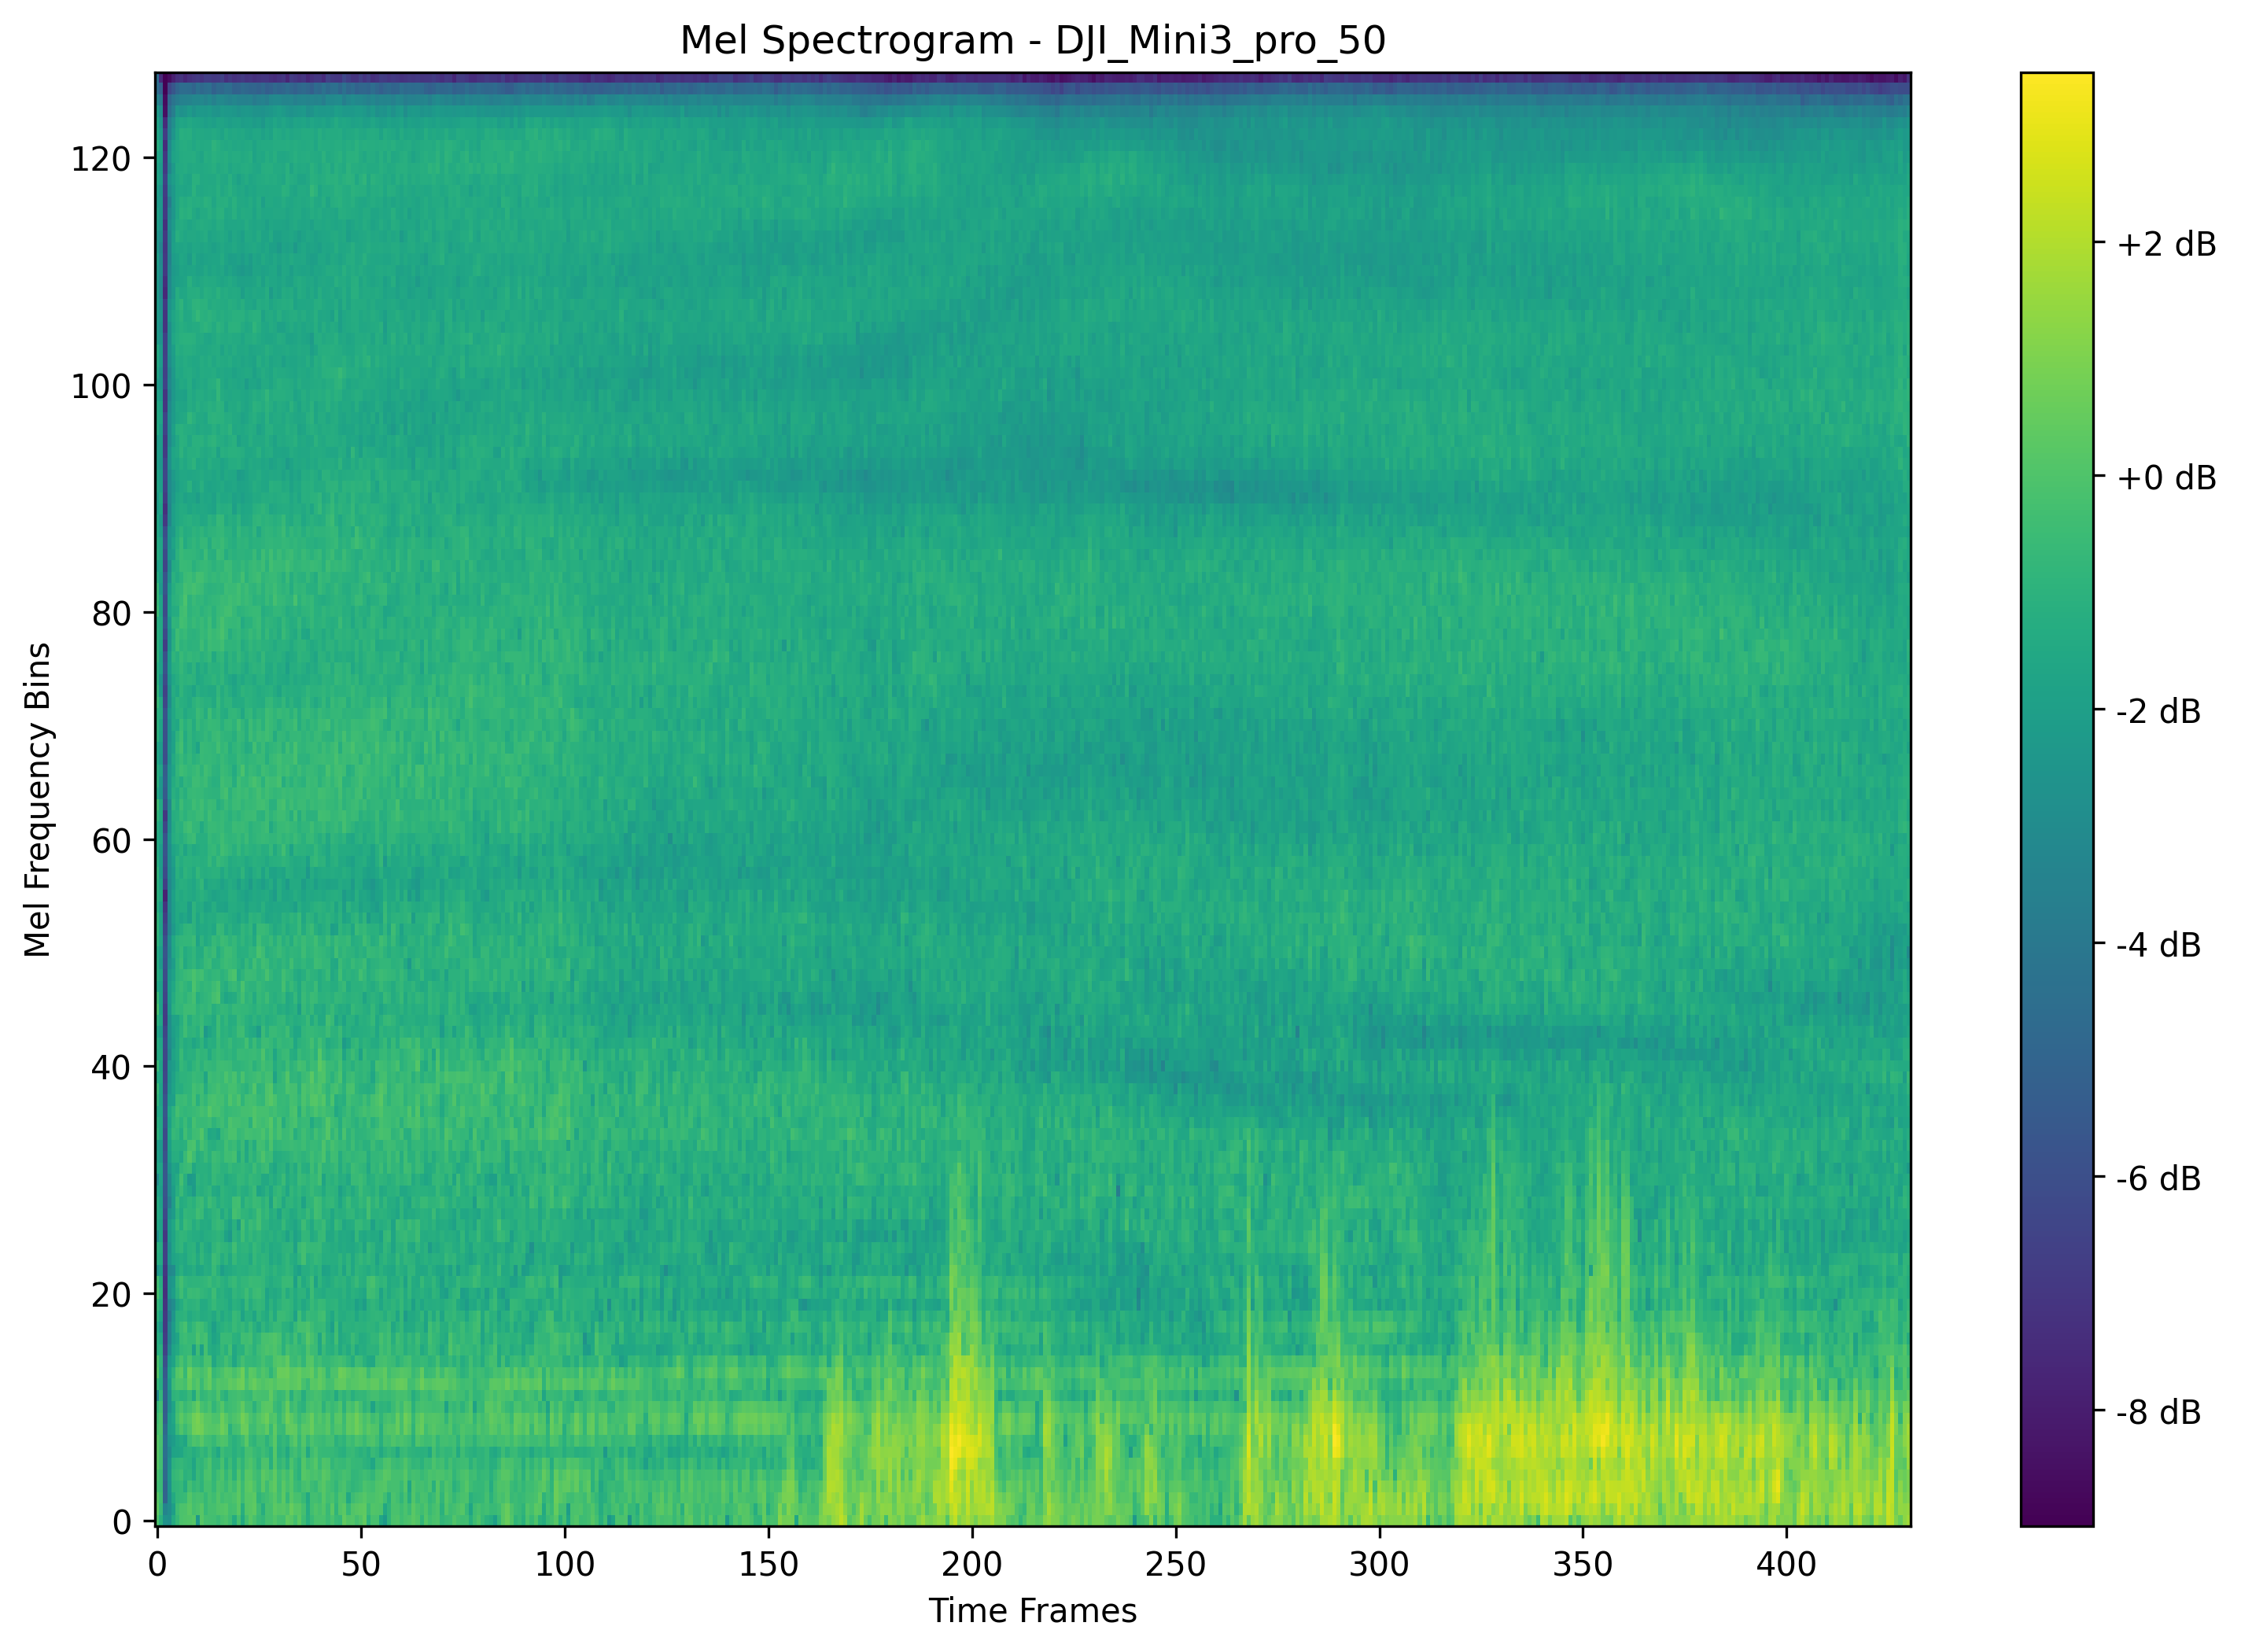 Mel Spectrogram - DJI_Mini3_pro_50
Mel Frequency Bins
120
100
80
60
40
20
0
0 50 100 150 200 250 300 350 400
Time Frames
+2 dB
+0 dB
-2 dB
-4 dB
-6 dB
-8 dB